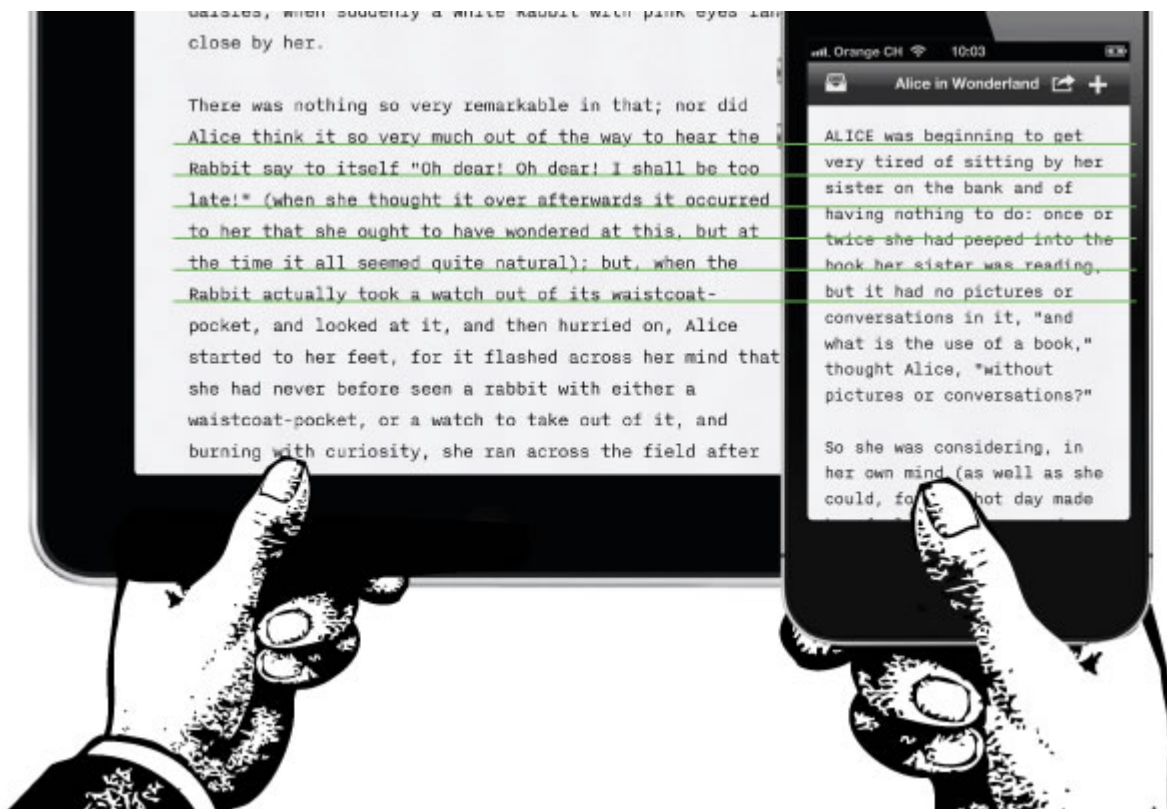 daisies, when suddenly a White Rabbit with pink eyes ran
close by her.
There was nothing so very remarkable in that; nor did
Alice think it so very much out of the way to hear the
Rabbit say to itself "Oh dear! Oh dear! I shall be too
late!" (when she thought it over afterwards it occurred
to her that she ought to have wondered at this, but at
the time it all seemed quite natural); but, when the
Rabbit actually took a watch out of its waistcoat-
pocket, and looked at it, and then hurried on, Alice
started to her feet, for it flashed across her mind that
she had never before seen a rabbit with either a
waistcoat-pocket, or a watch to take out of it, and
burning with curiosity, she ran across the field after
Orange CH 10:03
Alice in Wonderland
ALICE was beginning to get
very tired of sitting by her
sister on the bank and of
having nothing to do: once or
twice she had peeped into the
book her sister was reading,
but it had no pictures or
conversations in it, "and
what is the use of a book,"
thought Alice, "without
pictures or conversations?"
So she was considering, in
her own mind (as well as she
could, hot day made